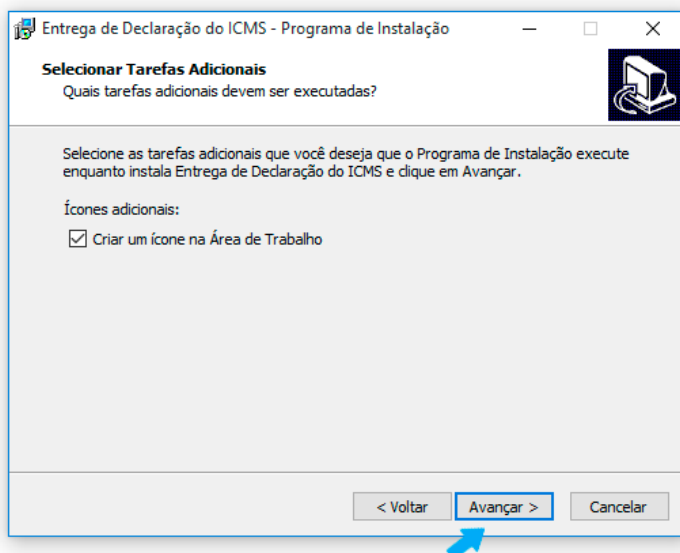 Entrega de Declaração do ICMS - Programa de Instalação
Selecionar Tarefas Adicionais
Quais tarefas adicionais devem ser executadas?
Selecione as tarefas adicionais que você deseja que o Programa de Instalação execute
enquanto instala Entrega de Declaração do ICMS e clique em Avançar.
Ícones adicionais:
Criar um ícone na Área de Trabalho
< Voltar
Avançar >
Cancelar